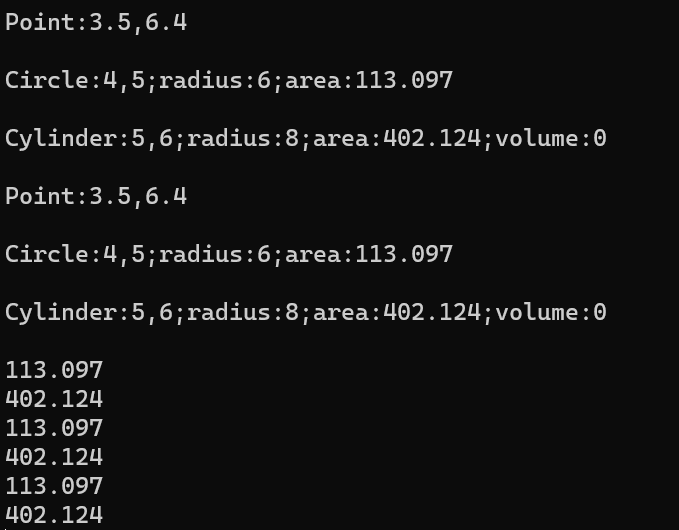 Point:3.5,6.4
Circle:4,5;radius:6;area:113.097
Cylinder:5,6;radius:8;area:402.124;volume:0
Point:3.5,6.4
Circle:4,5;radius:6;area:113.097
Cylinder:5,6;radius:8;area:402.124;volume:0
113.097
402.124
113.097
402.124
113.097
402.124